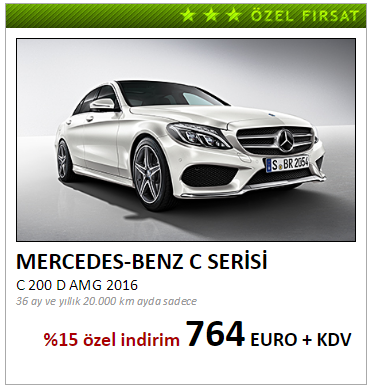 ★ ★ ★ ÖZEL FIRSAT
S BR 2054
MERCEDES-BENZ C SERİSİ
C 200 D AMG 2016
36 ay ve yıllık 20.000 km ayda sadece
%15 özel indirim 764 EURO + KDV